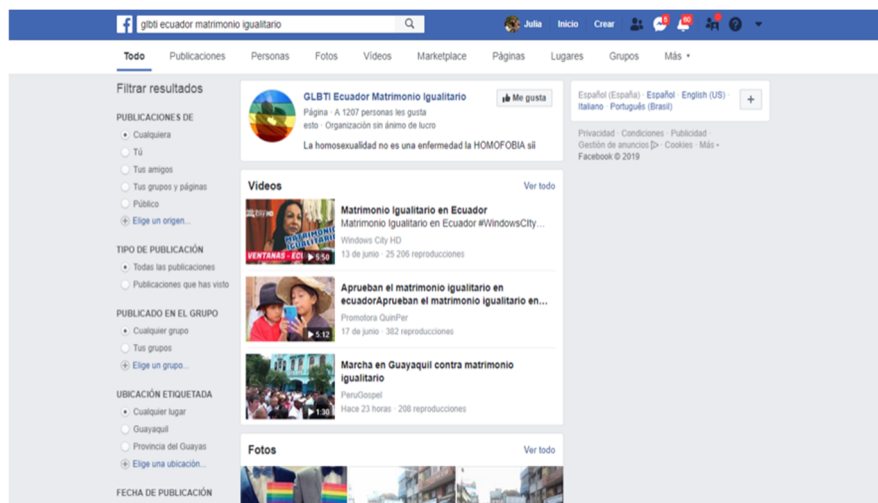 glbti ecuador matrimonio igualitario
Julia Inicio Crear
Todo Publicaciones Personas Fotos Vídeos Marketplace Páginas Lugares Grupos Más
Filtrar resultados
PUBLICACIONES DE
Cualquiera
Tú
Tus amigos
Tus grupos y páginas
Público
Elige un origen...
TIPO DE PUBLICACIÓN
Todas las publicaciones
Publicaciones que has visto
PUBLICADO EN EL GRUPO
Cualquier grupo
Tus grupos
Elige un grupo...
UBICACIÓN ETIQUETADA
Cualquier lugar
Guayaquil
Provincia del Guayas
Elige una ubicación...
FECHA DE PUBLICACIÓN
GLBTI Ecuador Matrimonio Igualitario
Me gusta
Página · A 1207 personas les gusta
esto · Organización sin ánimo de lucro
La homosexualidad no es una enfermedad la HOMOFOBIA sii
Vídeos
Ver todo
MATRIMONIO
IGUALITARIO
VENTANAS - ECU
5:50
Matrimonio Igualitario en Ecuador
Matrimonio Igualitario en Ecuador #WindowsCIty...
Windows City HD
13 de junio · 25 206 reproducciones
5:12
Aprueban el matrimonio igualitario en
ecuadorAprueban el matrimonio igualitario en...
Promotora QuinPer
17 de junio · 382 reproducciones
1:30
Marcha en Guayaquil contra matrimonio
igualitario
PeruGospel
Hace 23 horas · 208 reproducciones
Fotos
Ver todo
Español (España) · Español · English (US) ·
Italiano · Português (Brasil)
Privacidad · Condiciones · Publicidad ·
Gestión de anuncios · Cookies · Más
Facebook © 2019